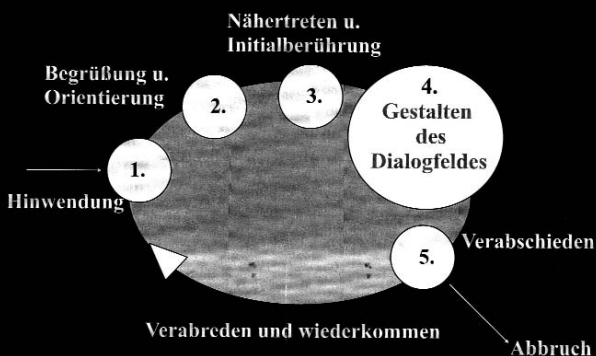 Nähertreten u.
Initialberührung
Begrüßung u.
Orientierung
4.
Gestalten
des
Dialogfeldes
3.
2.
1.
Hinwendung
Verabschieden
5.
Verabreden und wiederkommen
Abbruch